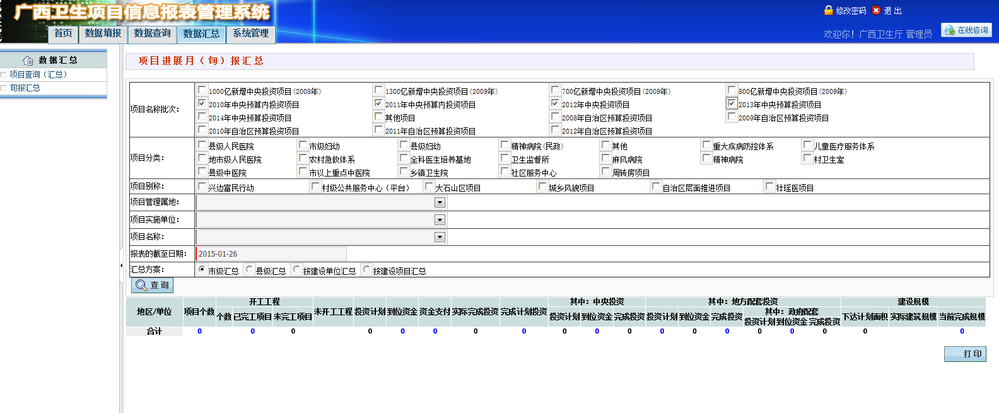 广西卫生项目信息报表管理系统
修改密码 退 出
首页 数据填报 数据查询 数据汇总 系统管理
欢迎你！广西卫生厅 管理员
在线咨询
数据汇总
项目查询（汇总）
旬报汇总
项目进展月（旬）报汇总
项目名称批次：
1000亿新增中央投资项目(2008年) 1300亿新增中央投资项目(2009年) 700亿新增中央投资项目(2009年) 800亿新增中央投资项目(2009年)
2010年中央预算内投资项目 2011年中央预算内投资项目 2012年中央投资项目 2013年中央预算投资项目
2014年中央预算投资项目 其他项目 2008年自治区预算投资项目 2009年自治区预算投资项目
2010年自治区预算投资项目 2011年自治区预算投资项目 2012年自治区预算投资项目
项目分类：
县级人民医院 市级妇幼 县级妇幼 精神病院(民政) 其他 重大疾病防控体系 儿童医疗服务体系
地市级人民医院 农村急救体系 全科医生培养基地 卫生监督所 麻风病院 精神病院 村卫生室
县级中医院 市以上重点中医院 乡镇卫生院 社区服务中心 周转房项目
项目别称： 兴边富民行动 村级公共服务中心（平台） 大石山区项目 城乡风貌项目 自治区层面推进项目 壮瑶医项目
项目管理属地：
项目实施单位：
项目名称：
报表的截至日期： 2015-01-26
汇总方案： 市级汇总 县级汇总 按建设单位汇总 按建设项目汇总
查 询
地区/单位 项目个数 开工工程 未开工工程 投资计划 到位资金 资金支付 实际完成投资 完成计划投资 其中：中央投资 其中：地方配套投资 建设规模
个数 已完工项目 未完工项目 投资计划 到位资金 完成投资 投资计划 到位资金 完成投资 其中：政府配套 下达计划面积 实际建筑规模 当前完成规模
投资计划 到位资金 完成投资
合计 0 0 0 0 0 0 0 0 0 0 0 0 0 0 0 0 0 0 0
打 印